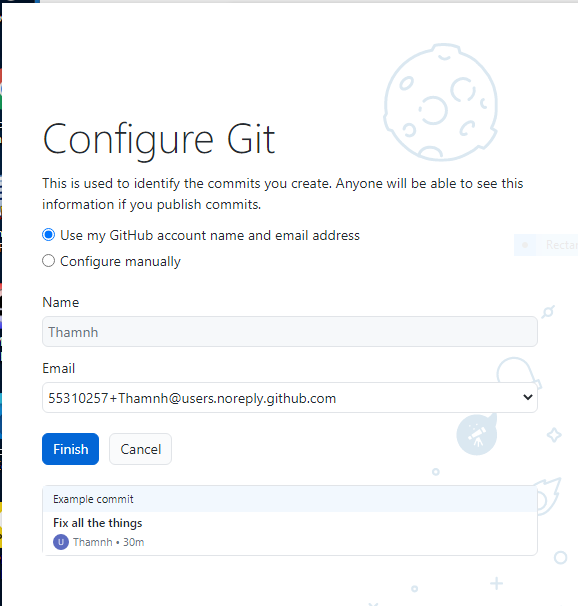 Configure Git
This is used to identify the commits you create. Anyone will be able to see this
information if you publish commits.
Use my GitHub account name and email address
Configure manually
Name
Thamnh
Email
55310257+Thamnh@users.noreply.github.com
Finish Cancel
Example commit
Fix all the things
U Thamnh • 30m